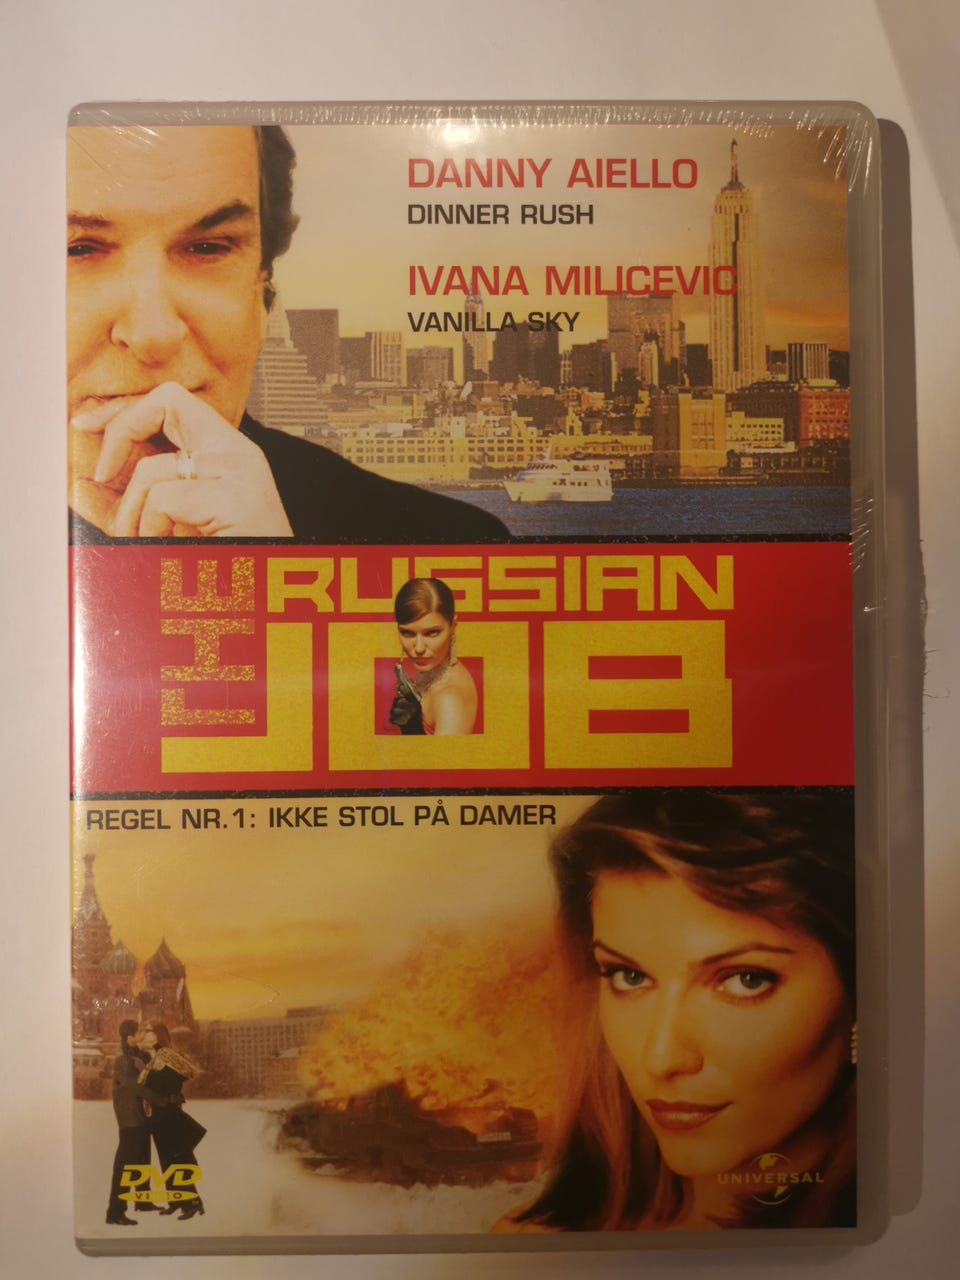 DANNY AIELLO
DINNER RUSH
IVANA MILICEVIC
VANILLA SKY
THE
RUSSIAN
JOB
REGEL NR.1: IKKE STOL PÅ DAMER
DVD
VIDEO
UNIVERSAL